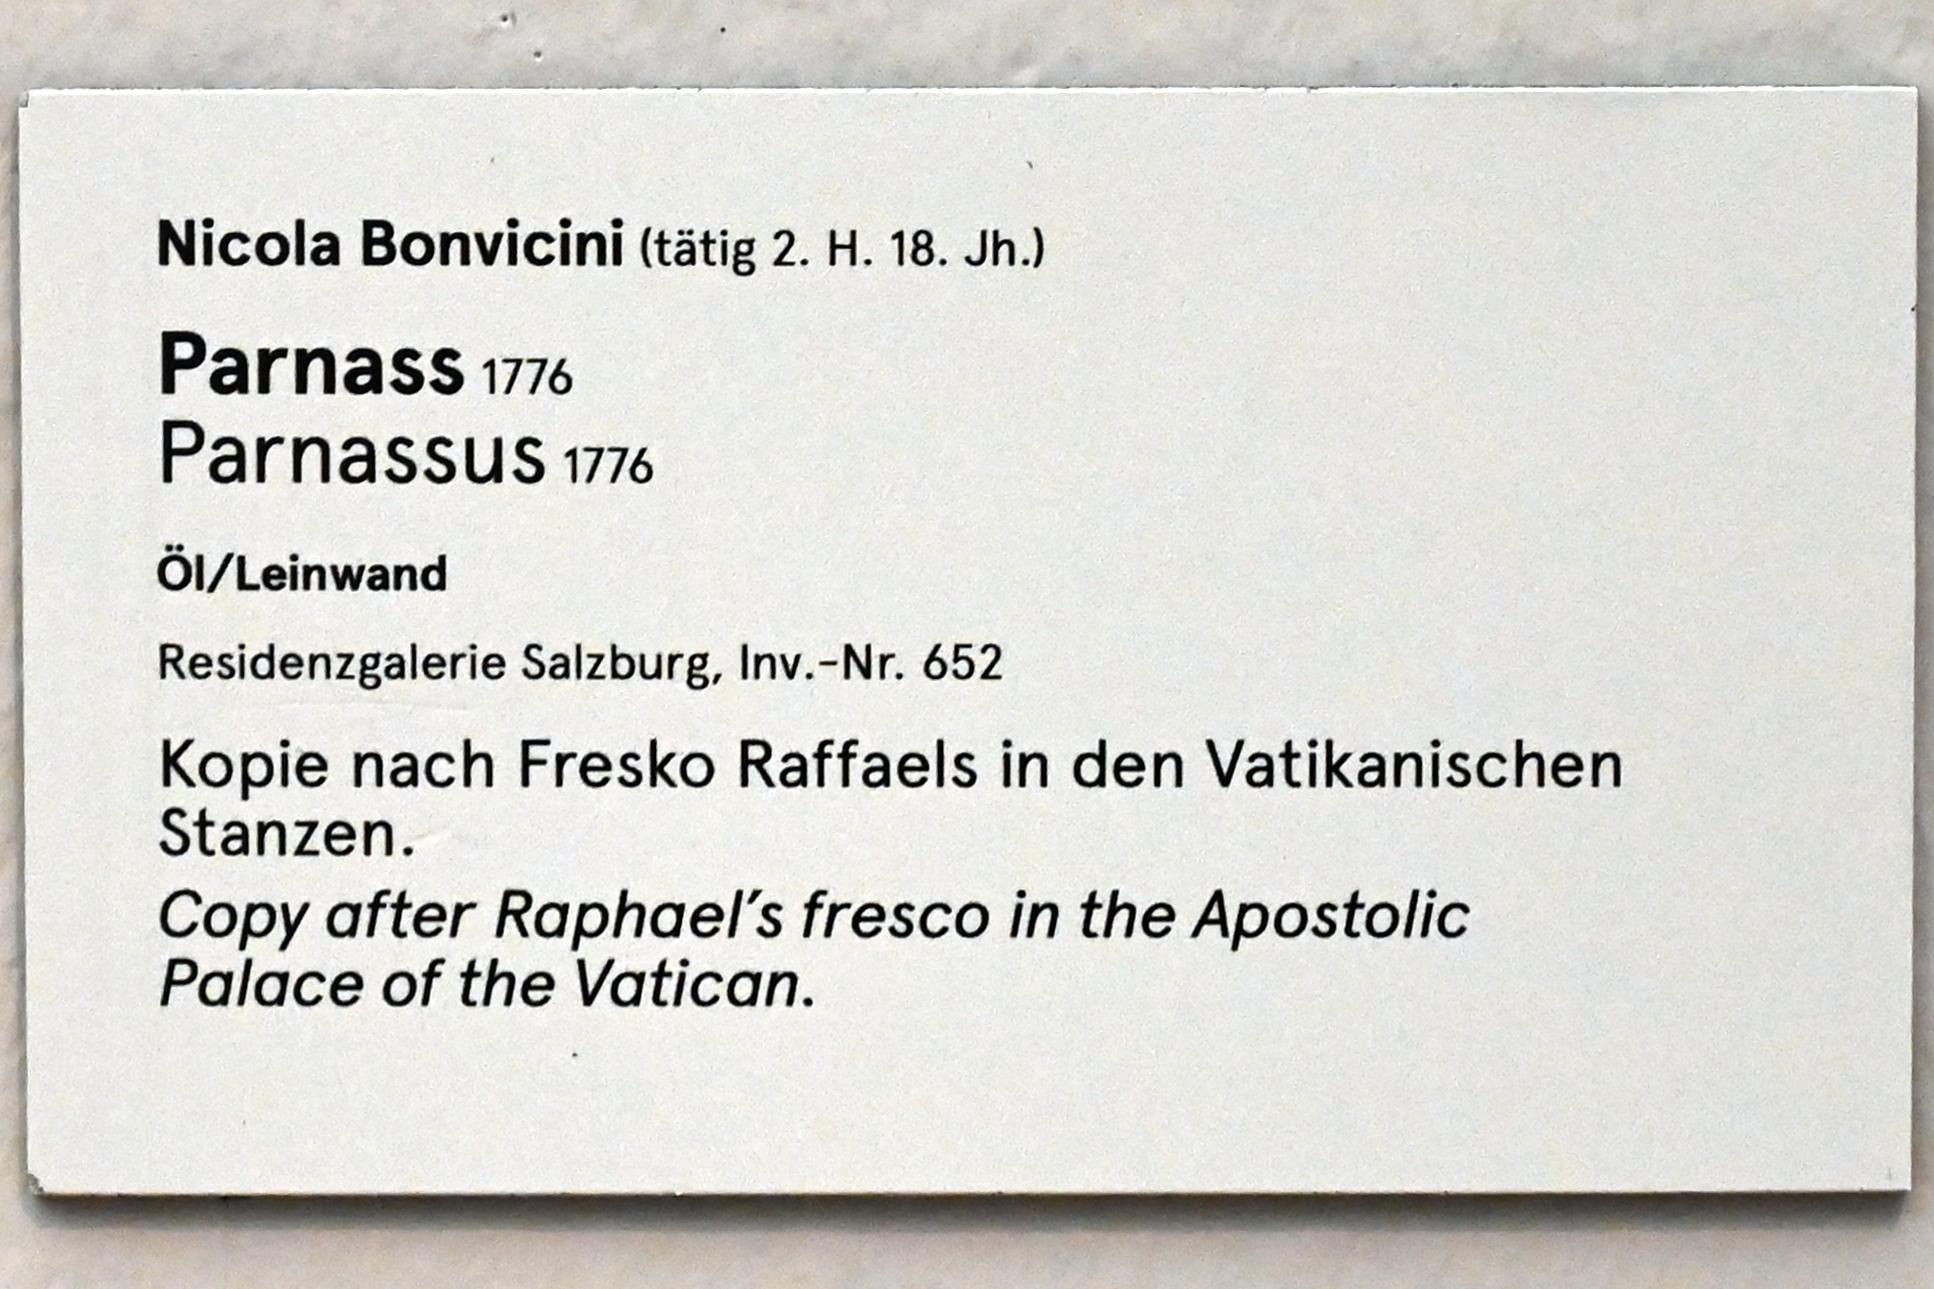 Nicola Bonvicini (tätig 2. H. 18. Jh.)
Parnass 1776
Parnassus 1776
Öl/Leinwand
Residenzgalerie Salzburg, Inv.-Nr. 652
Kopie nach Fresko Raffaels in den Vatikanischen
Stanzen.
Copy after Raphael's fresco in the Apostolic
Palace of the Vatican.